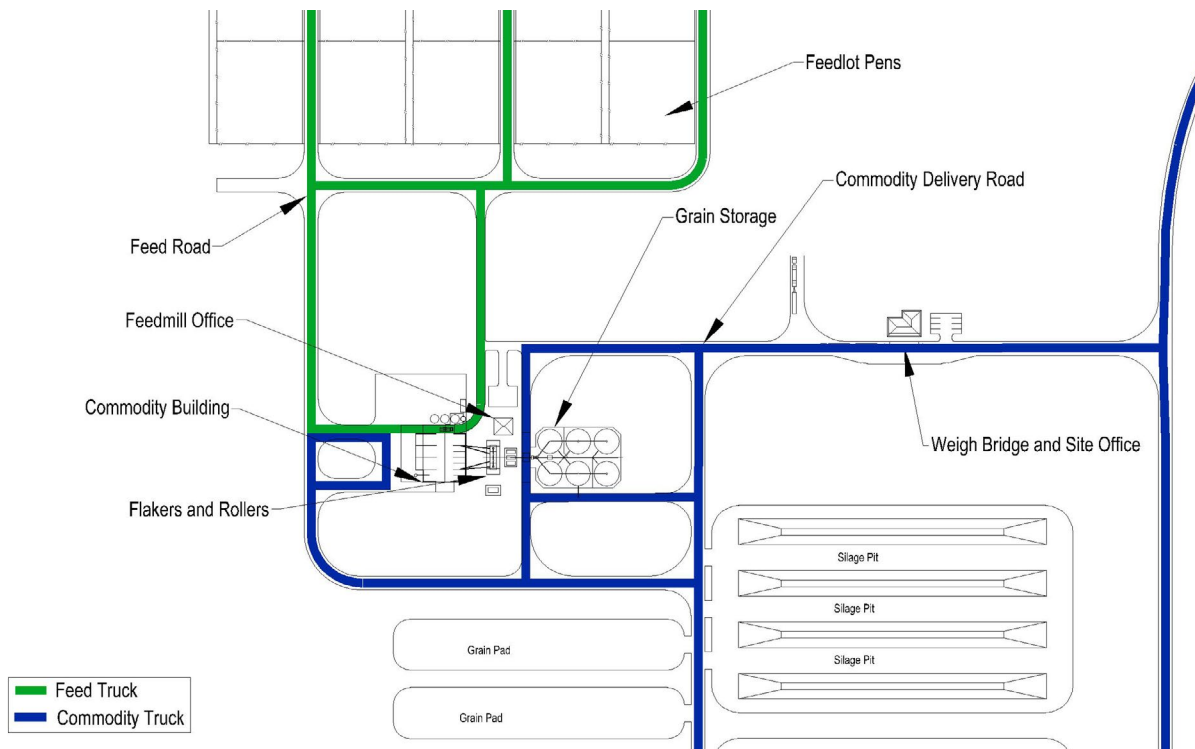 Feedlot Pens
Commodity Delivery Road
Grain Storage
Feed Road
Feedmill Office
Commodity Building
Weigh Bridge and Site Office
Flakers and Rollers
Silage Pit
Silage Pit
Grain Pad
Silage Pit
Feed Truck
Commodity Truck
Grain Pad